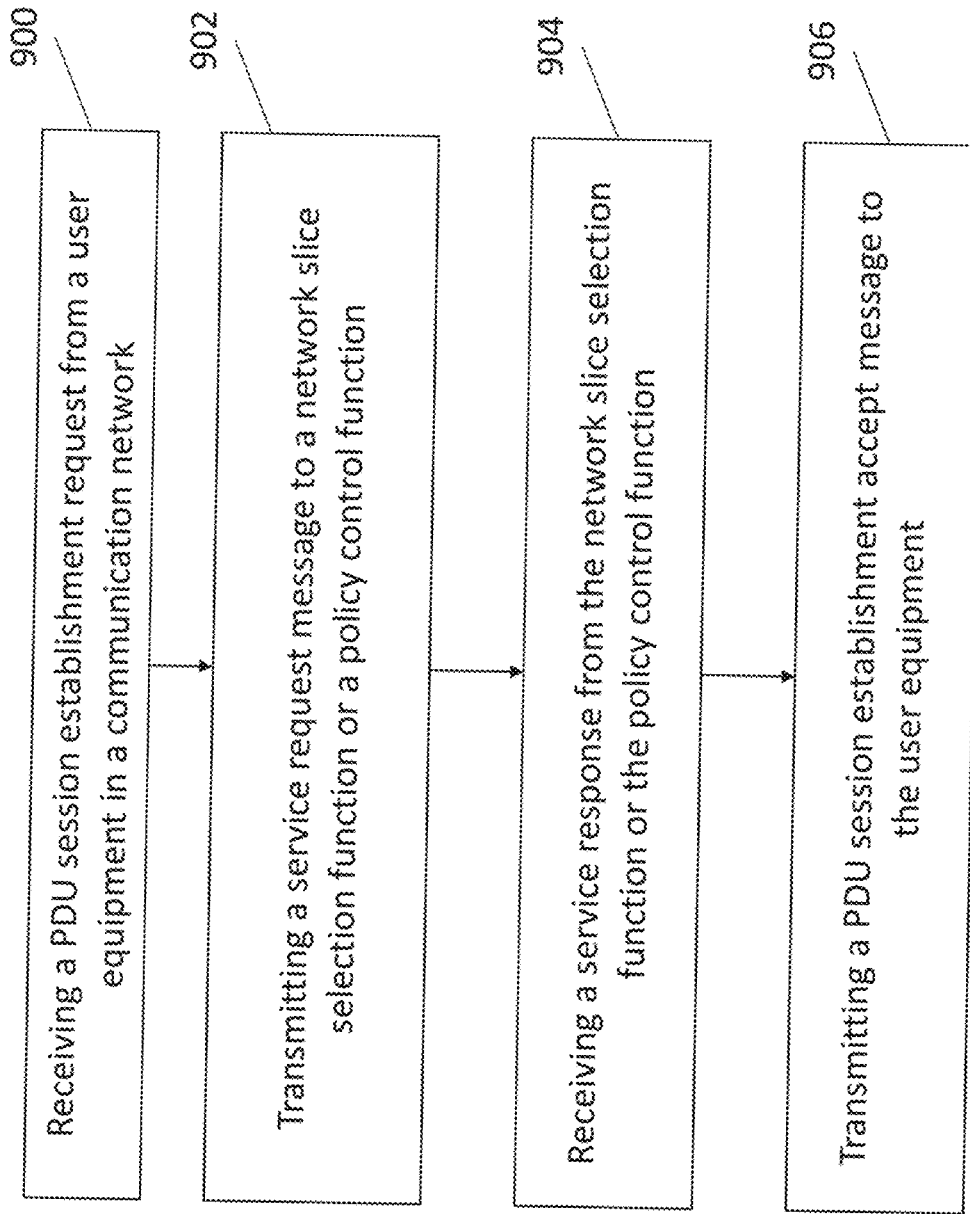 900
Receiving a PDU session establishment request from a user
equipment in a communication network
902
Transmitting a service request message to a network slice
selection function or a policy control function
904
Receiving a service response from the network slice selection
function or the policy control function
906
Transmitting a PDU session establishment accept message to
the user equipment